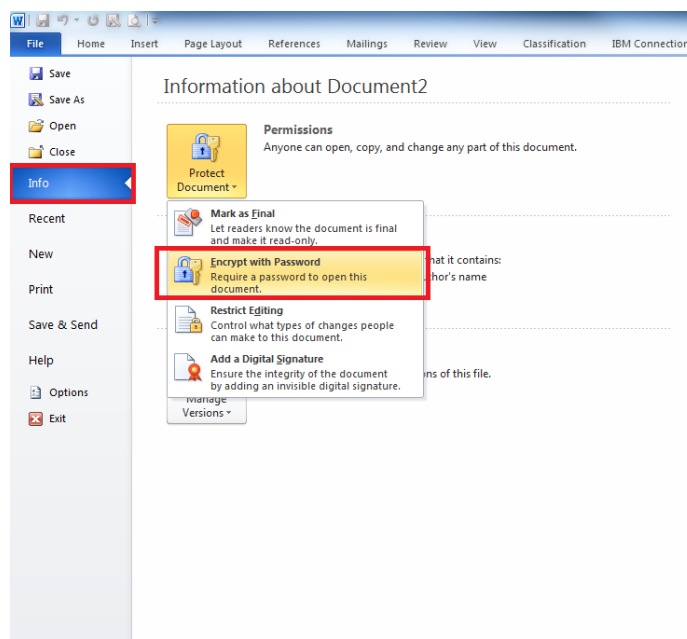 W
File Home Insert Page Layout References Mailings Review View Classification IBM Connection
Save
Save As
Open
Close
Info
Recent
New
Print
Save & Send
Help
Options
Exit
Information about Document2
Permissions
Anyone can open, copy, and change any part of this document.
Protect
Document
Mark as Final
Let readers know the document is final
and make it read-only.
Encrypt with Password
Require a password to open this
document.
Restrict Editing
Control what types of changes people
can make to this document.
Add a Digital Signature
Ensure the integrity of the document
by adding an invisible digital signature.
hat it contains:
hor's name
ns of this file.
Manage
Versions